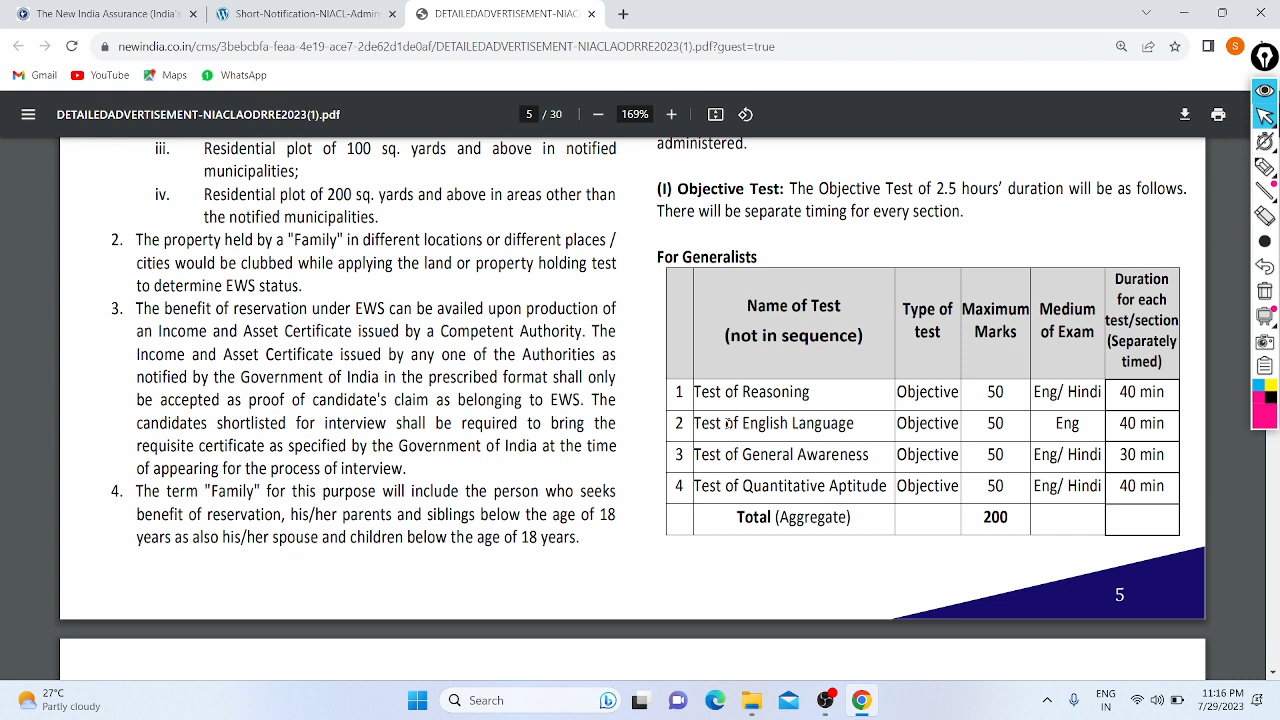 The New India Assurance (India's
Short-Notification-NIACL-Admin
DETAILEDADVERTISEMENT-NIAC
newindia.co.in/cms/3bebcbfa-feaa-4e19-ace7-2de62d1de0af/DETAILEDADVERTISEMENT-NIACLAODRRE2023(1).pdf?guest=true
S
Gmail YouTube Maps WhatsApp
DETAILEDADVERTISEMENT-NIACLAODRRE2023(1).pdf
5 / 30
169%
iii. Residential plot of 100 sq. yards and above in notified
municipalities;
iv. Residential plot of 200 sq. yards and above in areas other than
the notified municipalities.
2. The property held by a "Family" in different locations or different places /
cities would be clubbed while applying the land or property holding test
to determine EWS status.
3. The benefit of reservation under EWS can be availed upon production of
an Income and Asset Certificate issued by a Competent Authority. The
Income and Asset Certificate issued by any one of the Authorities as
notified by the Government of India in the prescribed format shall only
be accepted as proof of candidate's claim as belonging to EWS. The
candidates shortlisted for interview shall be required to bring the
requisite certificate as specified by the Government of India at the time
of appearing for the process of interview.
4. The term "Family" for this purpose will include the person who seeks
benefit of reservation, his/her parents and siblings below the age of 18
years as also his/her spouse and children below the age of 18 years.
administered.
(I) Objective Test: The Objective Test of 2.5 hours' duration will be as follows.
There will be separate timing for every section.
For Generalists
Name of Test
(not in sequence)
Type of
test
Maximum
Marks
Medium
of Exam
Duration
for each
test/section
(Separately
timed)
1 Test of Reasoning Objective 50 Eng/ Hindi 40 min
2 Test of English Language Objective 50 Eng 40 min
3 Test of General Awareness Objective 50 Eng/ Hindi 30 min
4 Test of Quantitative Aptitude Objective 50 Eng/ Hindi 40 min
Total (Aggregate) 200
5
27°C
Partly cloudy
Search
ENG
IN
11:16 PM
7/29/2023